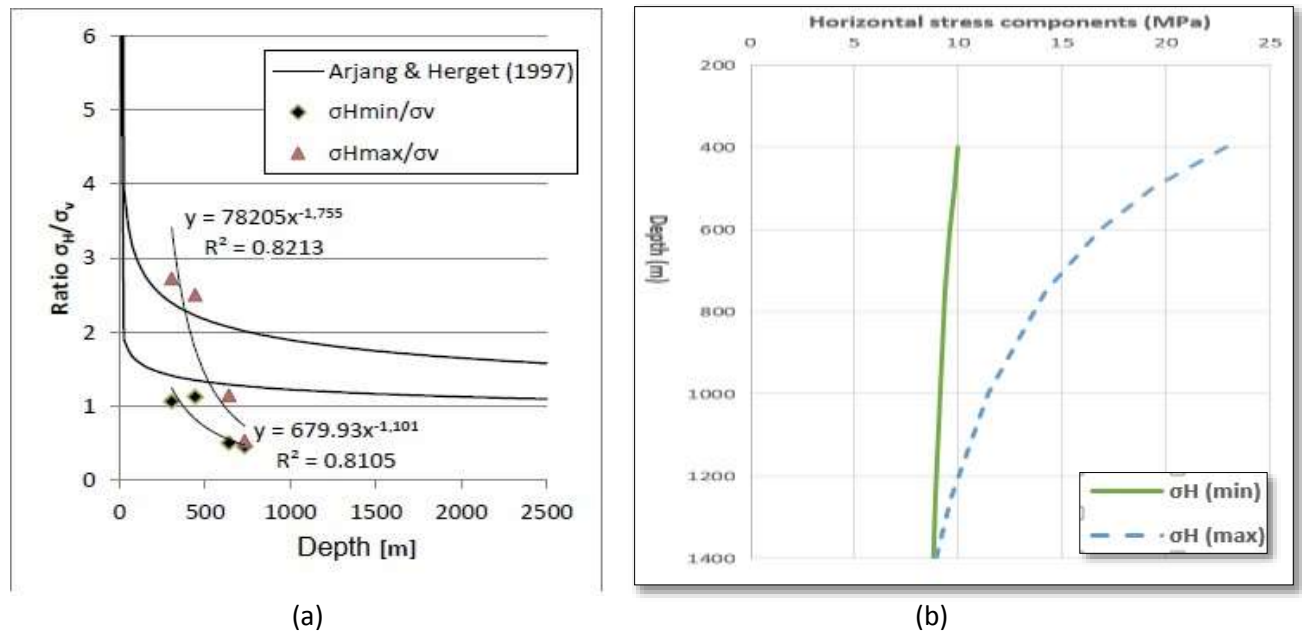 6
5
4
3
2
1
0
Ratio σH/σv
Arjang & Herget (1997)
σHmin/σv
σHmax/σv
y = 78205x-1,755
R² = 0.8213
y = 679.93x-1,101
R² = 0.8105
0 500 1000 1500 2000 2500
Depth [m]
(a)
Horizontal stress components (MPa)
0 5 10 15 20 25
200
400
600
800
1000
1200
1400
Depth (m)
σH (min)
σH (max)
(b)